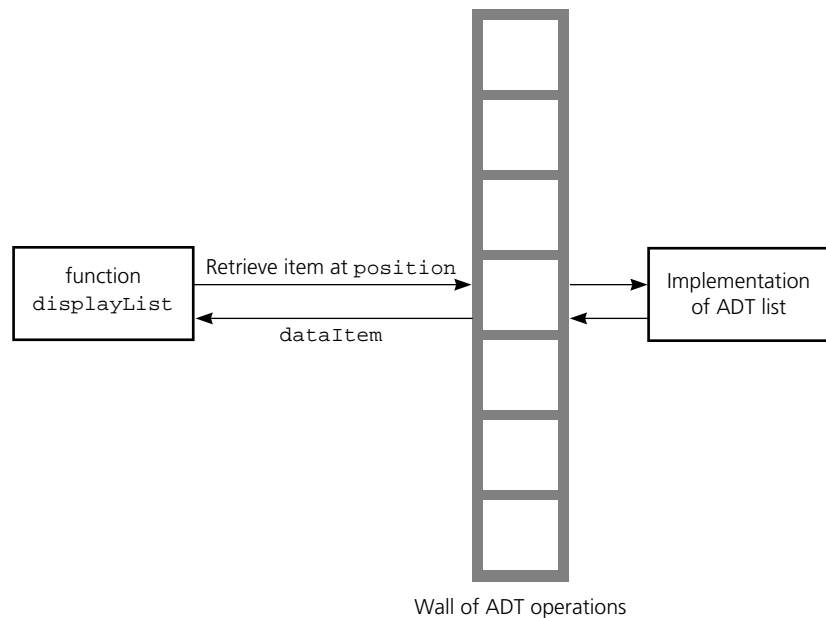 function
displayList
Retrieve item at position
dataItem
Implementation
of ADT list
Wall of ADT operations